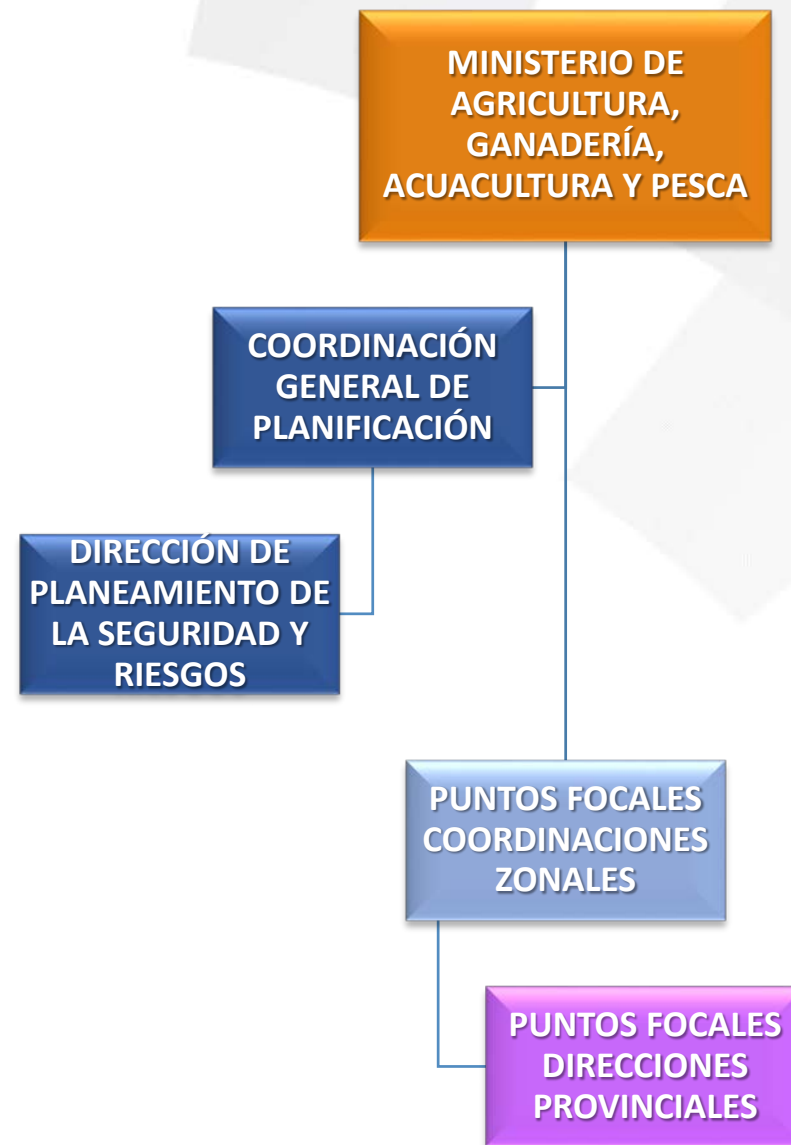 MINISTERIO DE
AGRICULTURA,
GANADERÍA,
ACUACULTURA Y PESCA
COORDINACIÓN
GENERAL DE
PLANIFICACIÓN
DIRECCIÓN DE
PLANEAMIENTO DE
LA SEGURIDAD Y
RIESGOS
PUNTOS FOCALES
COORDINACIONES
ZONALES
PUNTOS FOCALES
DIRECCIONES
PROVINCIALES